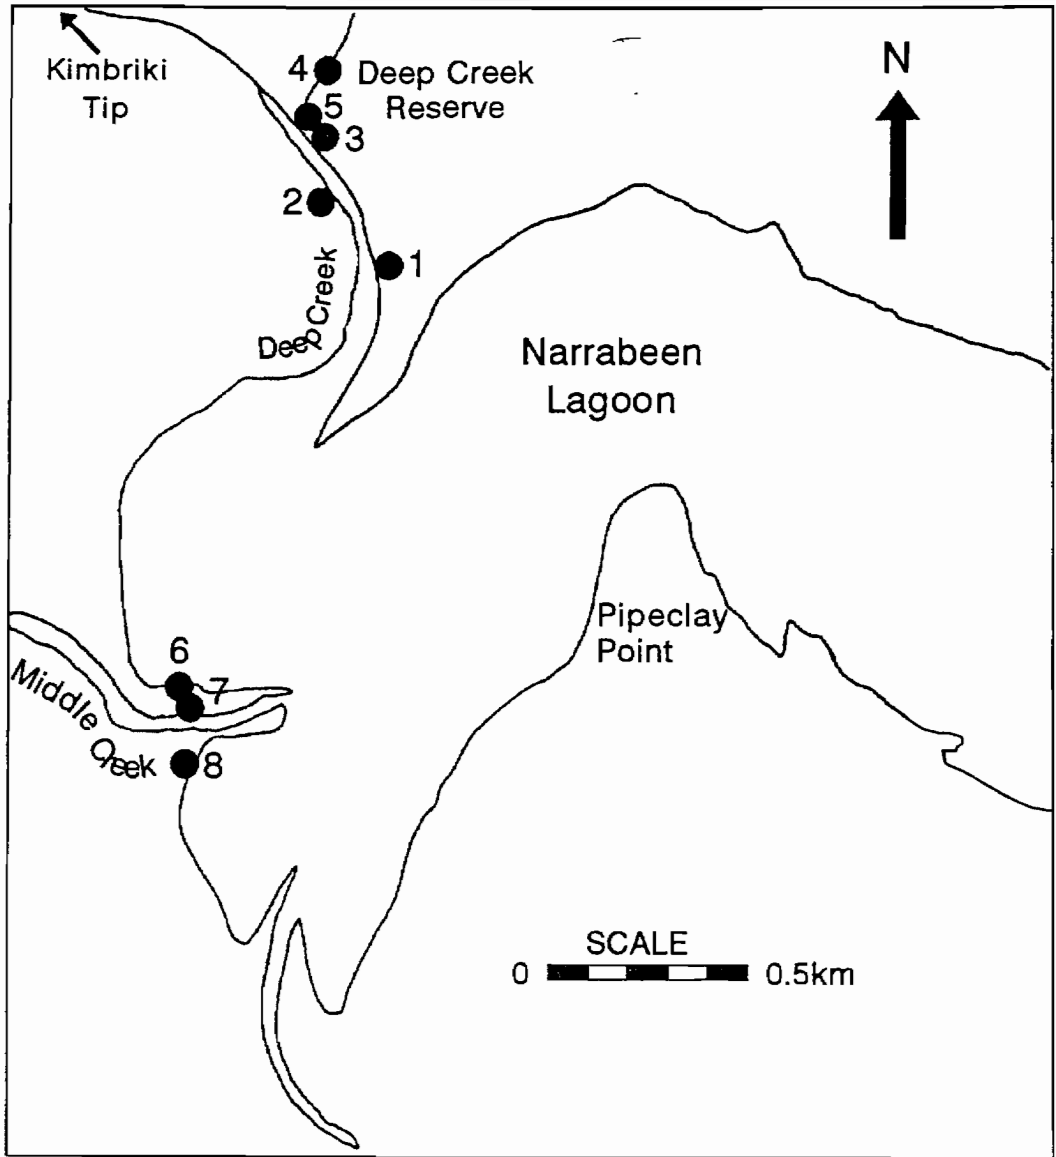 Kimbriki
Tip
4
Deep Creek
Reserve
5
3
2
1
Deep Creek
N
Narrabeen
Lagoon
Pipeclay
Point
6
7
Middle Creek
8
SCALE
0 0.5km